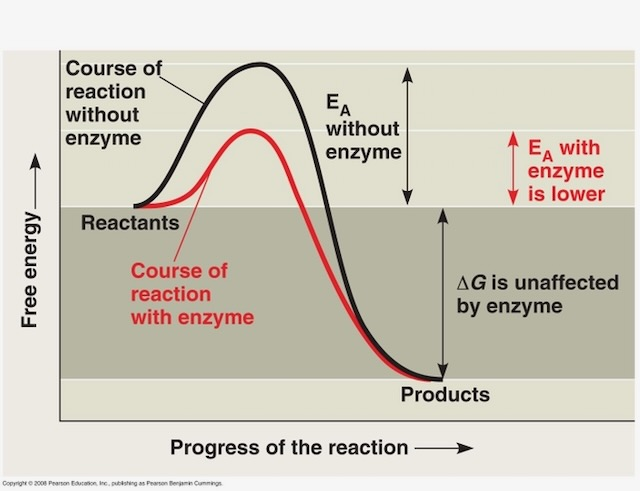 Course of
reaction
without
enzyme
E_A
without
enzyme
E_A with
enzyme
is lower
Reactants
Course of
reaction
with enzyme
ΔG is unaffected
by enzyme
Products
Free energy
Progress of the reaction
Copyright © 2008 Pearson Education, Inc., publishing as Pearson Benjamin Cummings.